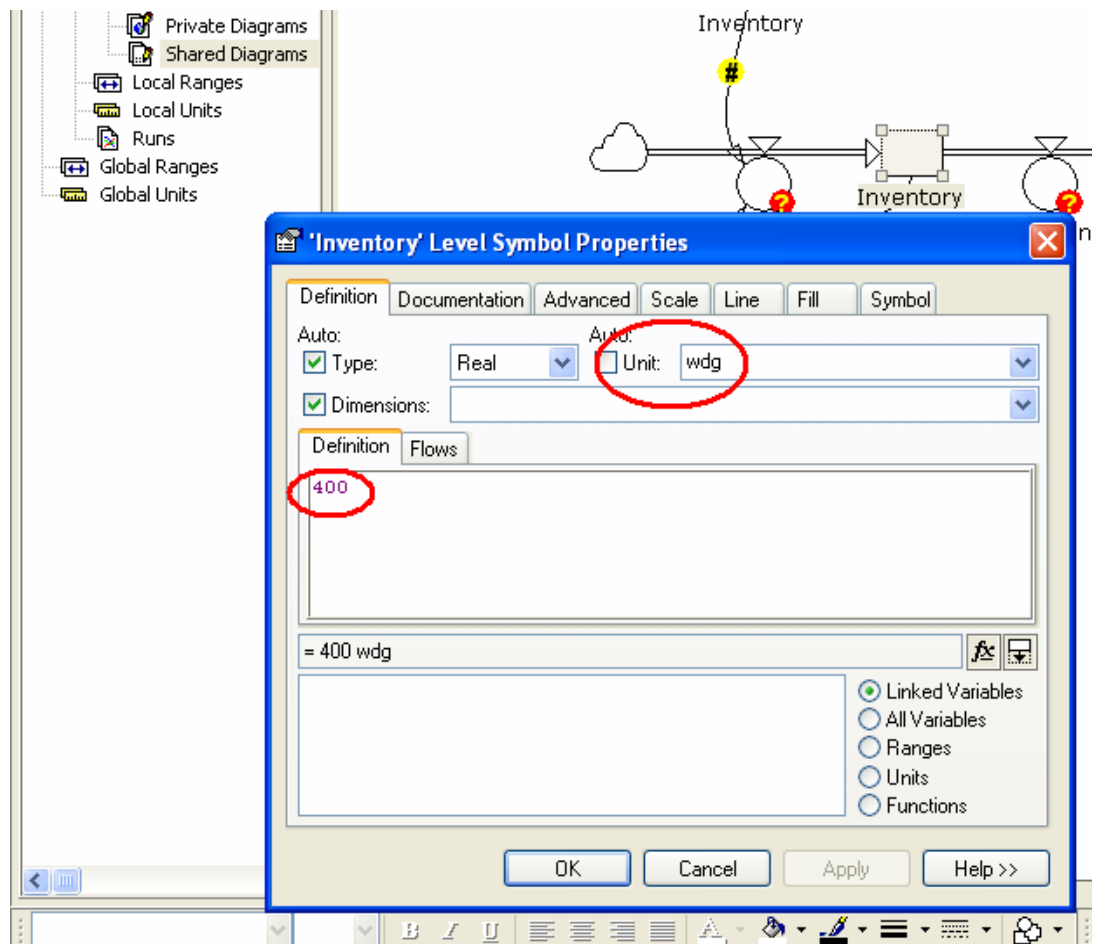 Private Diagrams
Shared Diagrams
Local Ranges
Local Units
Runs
Global Ranges
Global Units
Inventory
#
Inventory
?
?
n
'Inventory' Level Symbol Properties
Definition Documentation Advanced Scale Line Fill Symbol
Auto: Auto:
Type: Real Unit: wdg
Dimensions:
Definition Flows
400
= 400 wdg
fx
Linked Variables
All Variables
Ranges
Units
Functions
OK Cancel Apply Help >>
B I U A